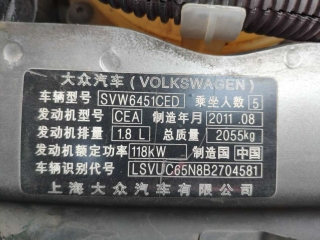 大众汽车 (VOLKSWAGEN)
车辆型号 SVW6451CED 乘坐人数 5
发动机型号 CEA 制造年月 2011.08
发动机排量 1.8 L 总质量 2055kg
发动机额定功率 118kW 制造国 中国
车辆识别代号 LSVUC65N8B2704581
上海大众汽车有限公司